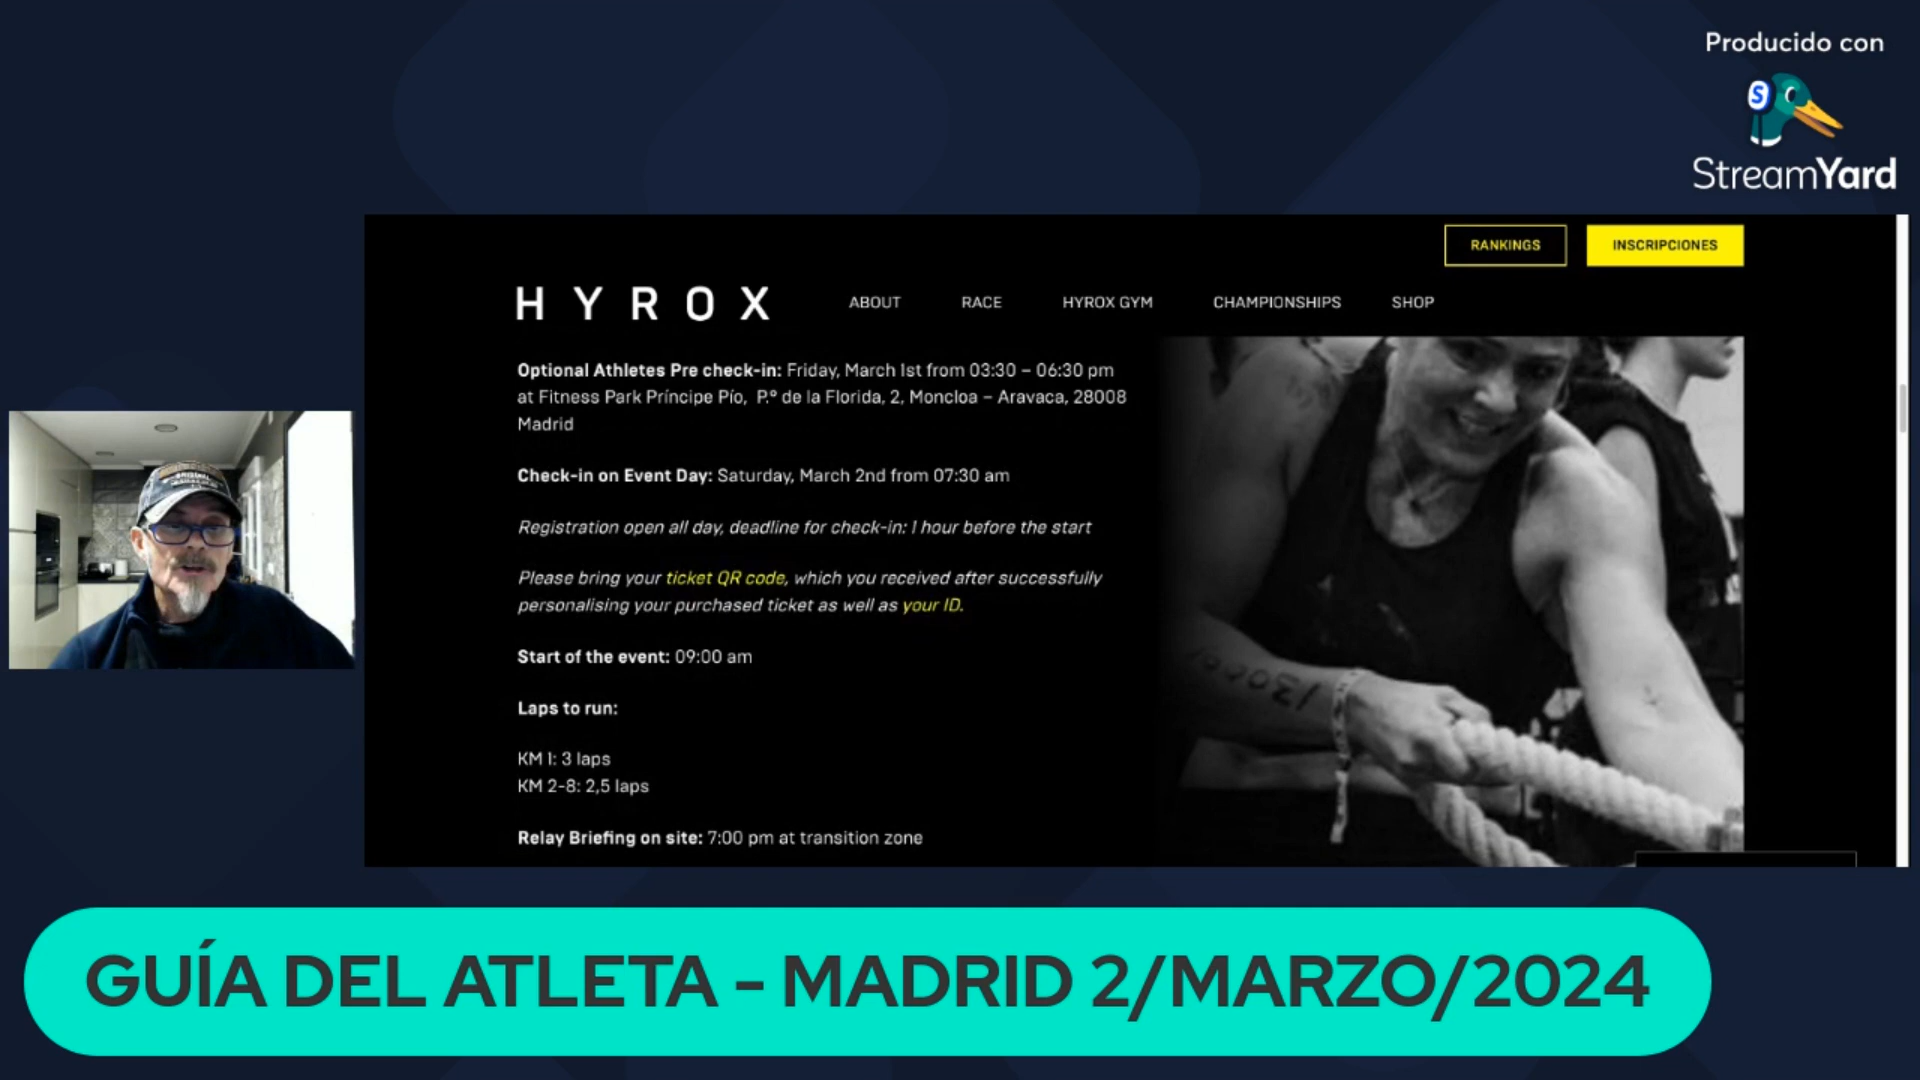 Producido con
StreamYard
RANKINGS
INSCRIPCIONES
HYROX
ABOUT
RACE
HYROX GYM
CHAMPIONSHIPS
SHOP
Optional Athletes Pre check-in: Friday, March 1st from 03:30 – 06:30 pm
at Fitness Park Príncipe Pío, P.º de la Florida, 2, Moncloa – Aravaca, 28008
Madrid
Check-in on Event Day: Saturday, March 2nd from 07:30 am
Registration open all day, deadline for check-in: 1 hour before the start
Please bring your ticket QR code, which you received after successfully
personalising your purchased ticket as well as your ID.
Start of the event: 09:00 am
Laps to run:
KM 1: 3 laps
KM 2-8: 2,5 laps
Relay Briefing on site: 7:00 pm at transition zone
GUÍA DEL ATLETA - MADRID 2/MARZO/2024